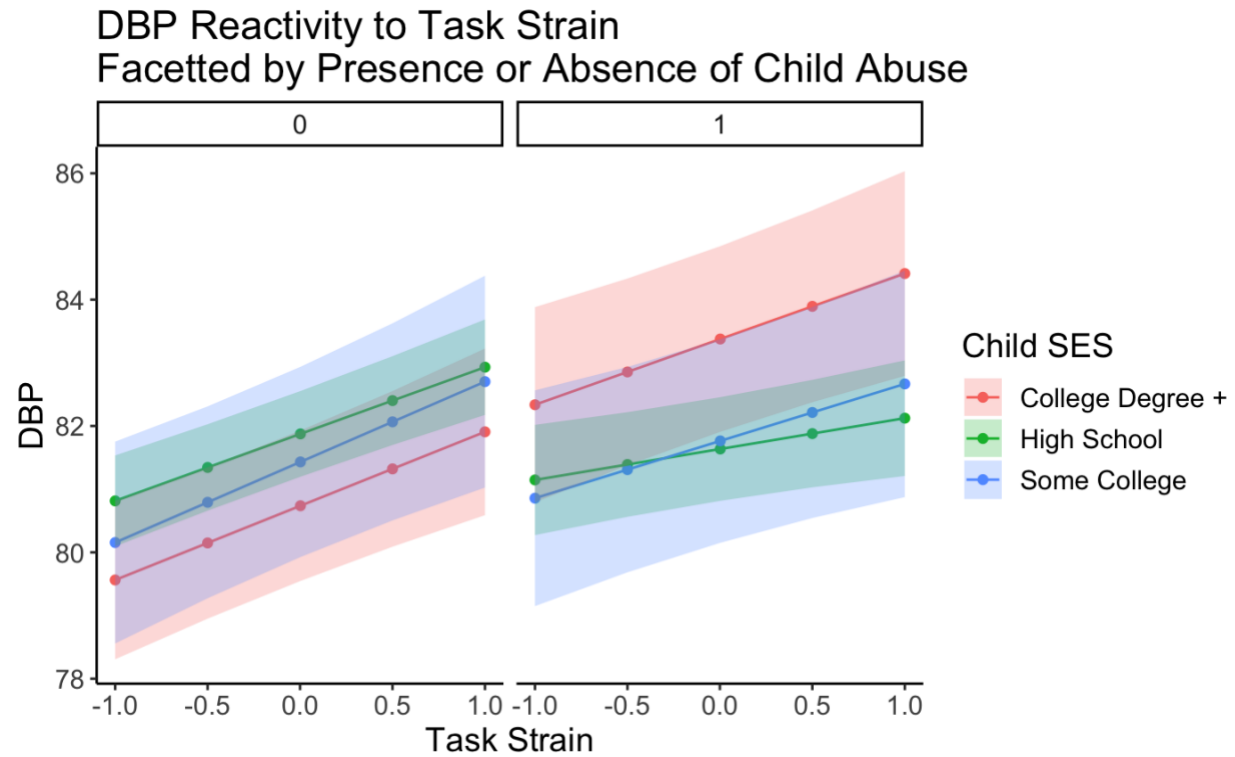 DBP Reactivity to Task Strain
Facetted by Presence or Absence of Child Abuse
0
1
86
84
82
80
78
DBP
-1.0 -0.5 0.0 0.5 1.0
-1.0 -0.5 0.0 0.5 1.0
Task Strain
Child SES
College Degree +
High School
Some College